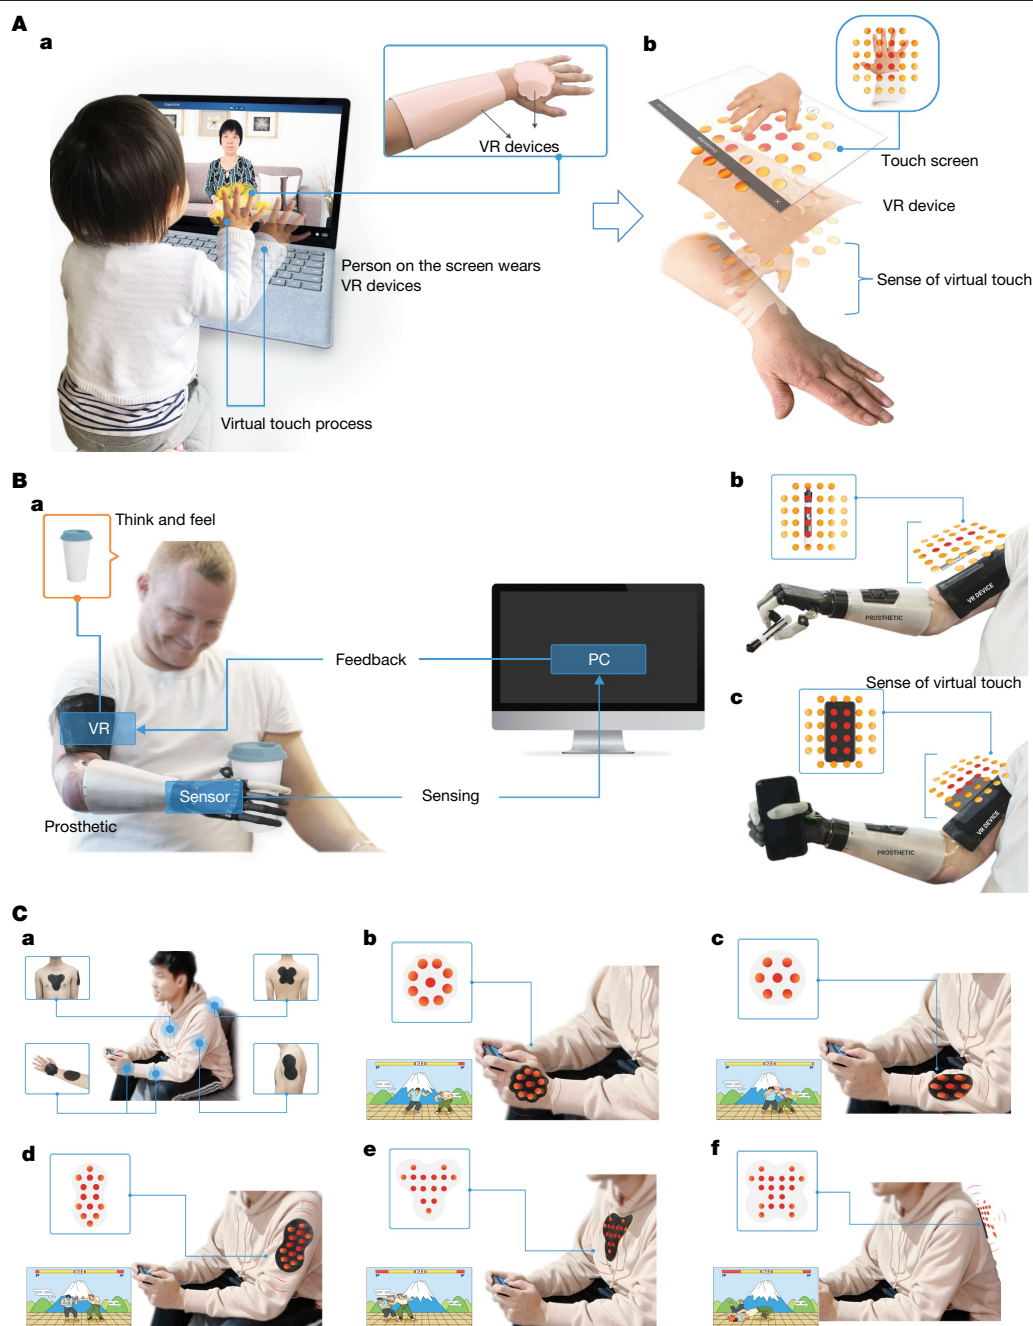 A
a
b
VR devices
Touch screen
VR device
Person on the screen wears
VR devices
Sense of virtual touch
Virtual touch process
B
a
b
Think and feel
VR DEVICE
PROSTHETIC
Feedback
PC
Sense of virtual touch
c
VR
Sensor
Sensing
Prosthetic
VR DEVICE
PROSTHETIC
C
a
b
c
d
e
f